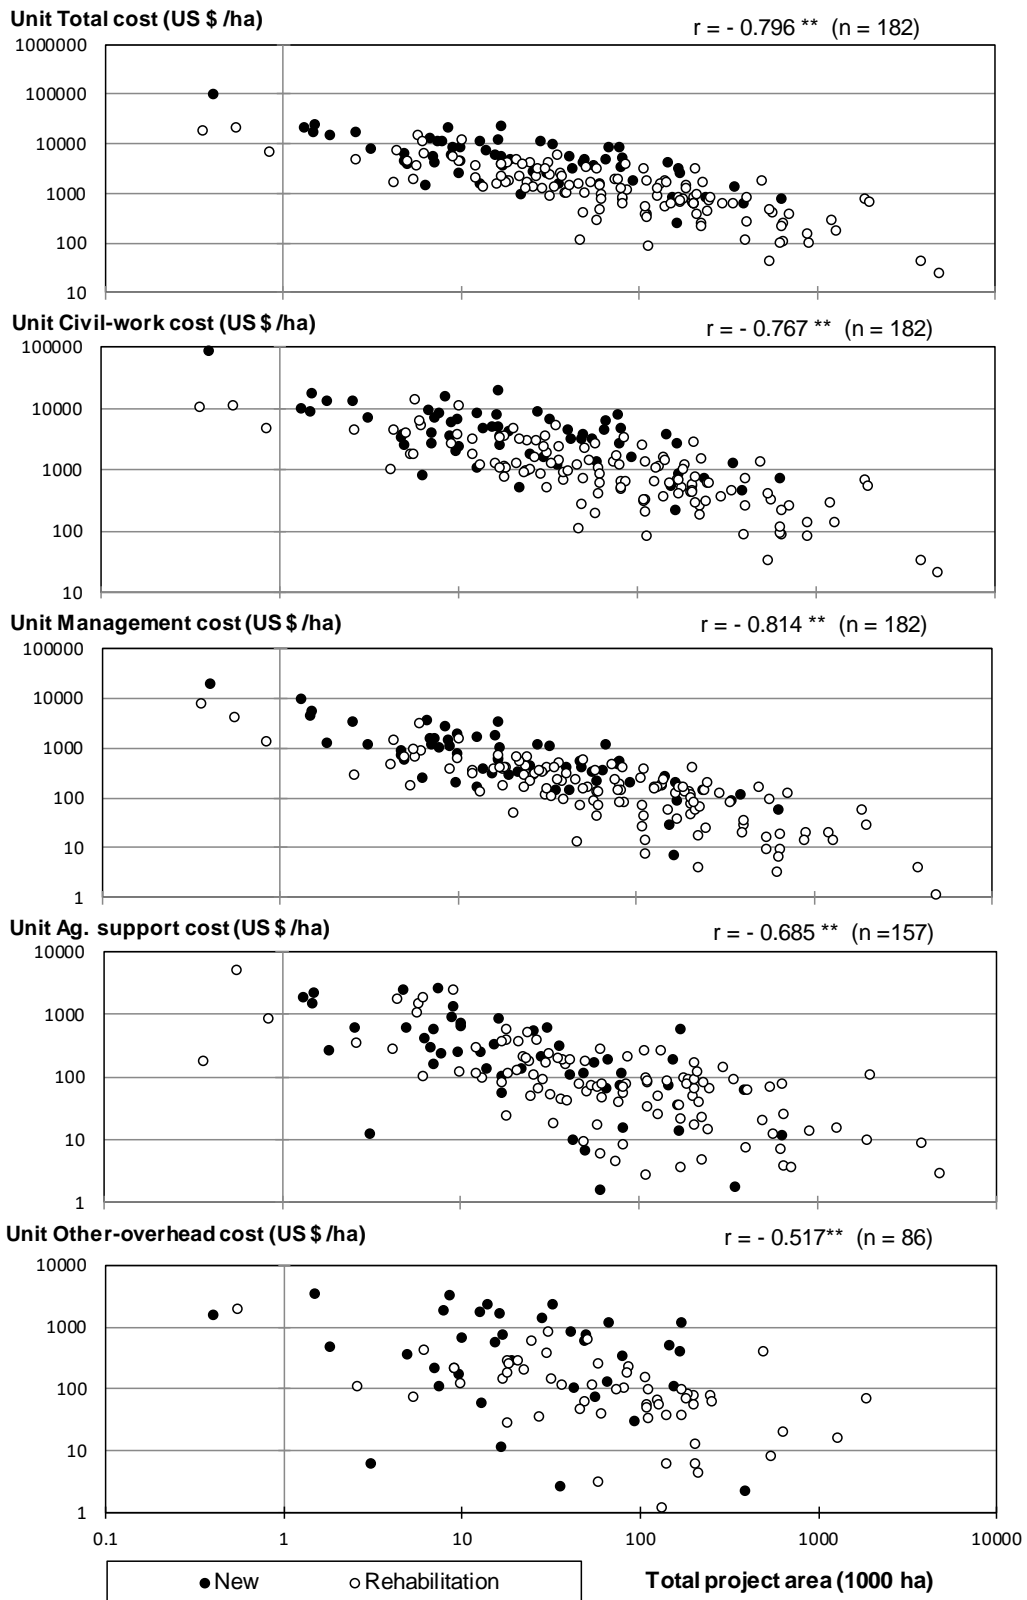 Unit Total cost (US $ /ha)
r = - 0.796 ** (n = 182)
1000000
100000
10000
1000
100
10
Unit Civil-work cost (US $ /ha)
r = - 0.767 ** (n = 182)
100000
10000
1000
100
10
Unit Management cost (US $ /ha)
r = - 0.814 ** (n = 182)
100000
10000
1000
100
10
1
Unit Ag. support cost (US $ /ha)
r = - 0.685 ** (n =157)
10000
1000
100
10
1
Unit Other-overhead cost (US $ /ha)
r = - 0.517** (n = 86)
10000
1000
100
10
1
0.1 1 10 100 1000 10000
New Rehabilitation
Total project area (1000 ha)